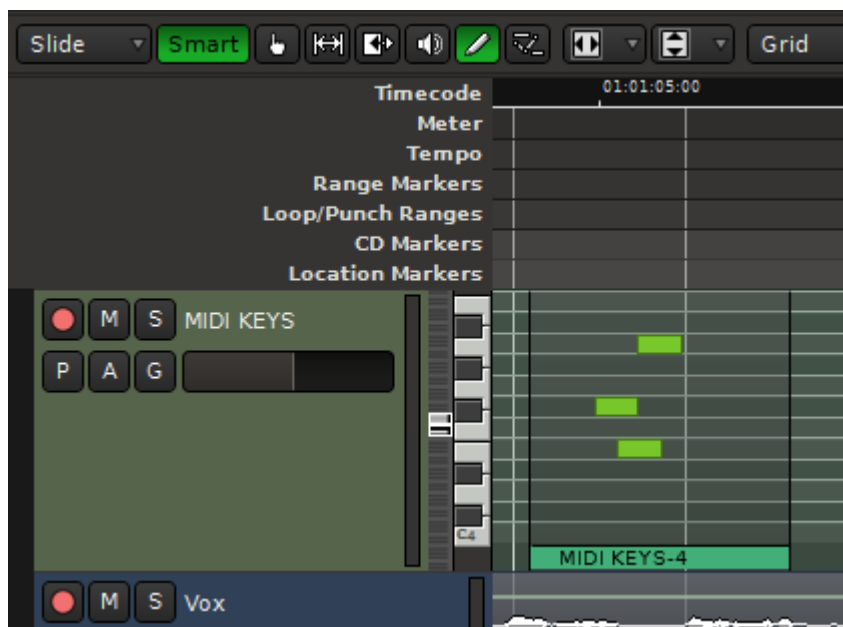 Slide Smart Grid
Timecode 01:01:05:00
Meter
Tempo
Range Markers
Loop/Punch Ranges
CD Markers
Location Markers
M S MIDI KEYS
P A G
C4
MIDI KEYS-4
M S Vox